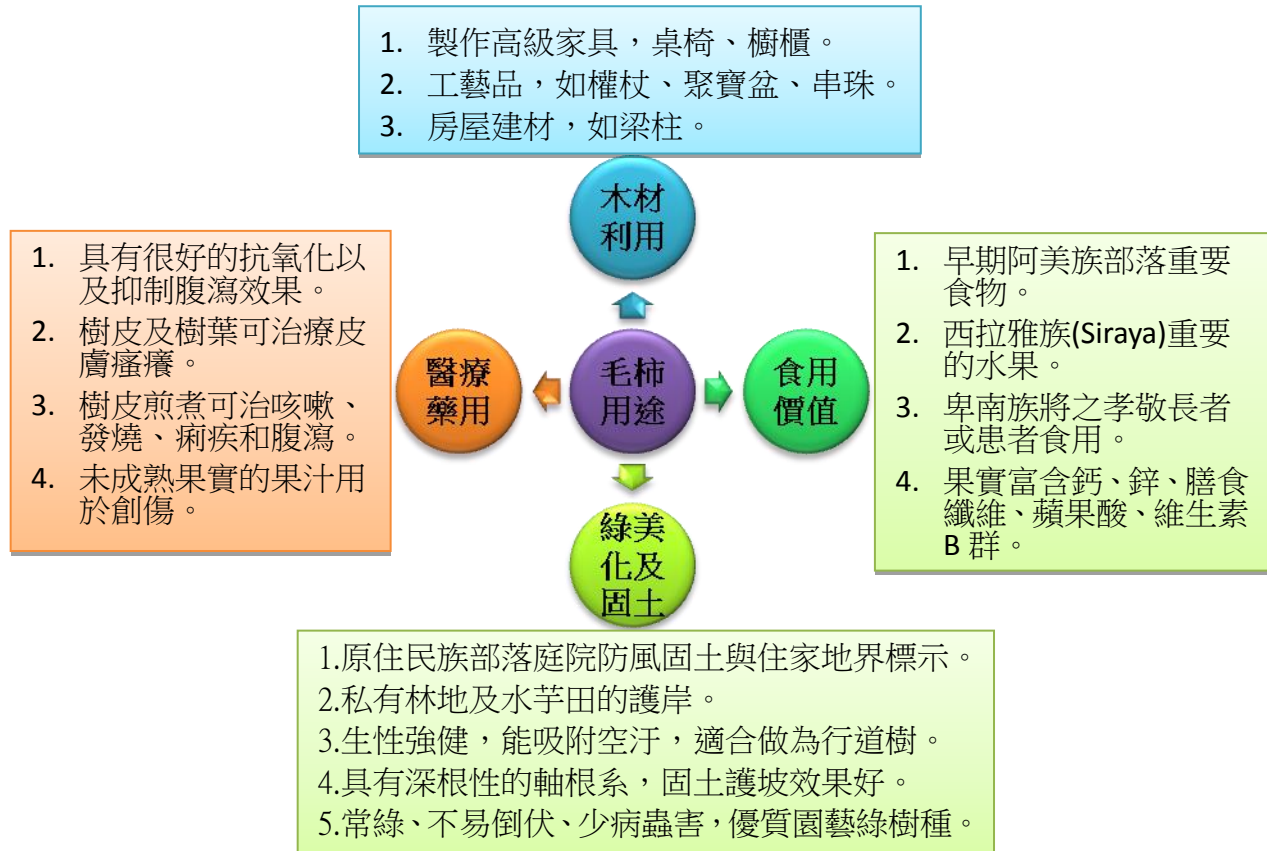 1. 製作高級家具，桌椅、櫥櫃。
2. 工藝品，如權杖、聚寶盆、串珠。
3. 房屋建材，如梁柱。
木材
利用
1. 具有很好的抗氧化以
及抑制腹瀉效果。
2. 樹皮及樹葉可治療皮
膚瘙癢。
3. 樹皮煎煮可治咳嗽、
發燒、痢疾和腹瀉。
4. 未成熟果實的果汁用
於創傷。
醫療
藥用
毛柿
用途
食用
價值
1. 早期阿美族部落重要
食物。
2. 西拉雅族(Siraya)重要
的水果。
3. 卑南族將之孝敬長者
或患者食用。
4. 果實富含鈣、鋅、膳食
纖維、蘋果酸、維生素
B 群。
綠美
化及
固土
1.原住民族部落庭院防風固土與住家地界標示。
2.私有林地及水芋田的護岸。
3.生性強健，能吸附空汙，適合做為行道樹。
4.具有深根性的軸根系，固土護坡效果好。
5.常綠、不易倒伏、少病蟲害，優質園藝綠樹種。